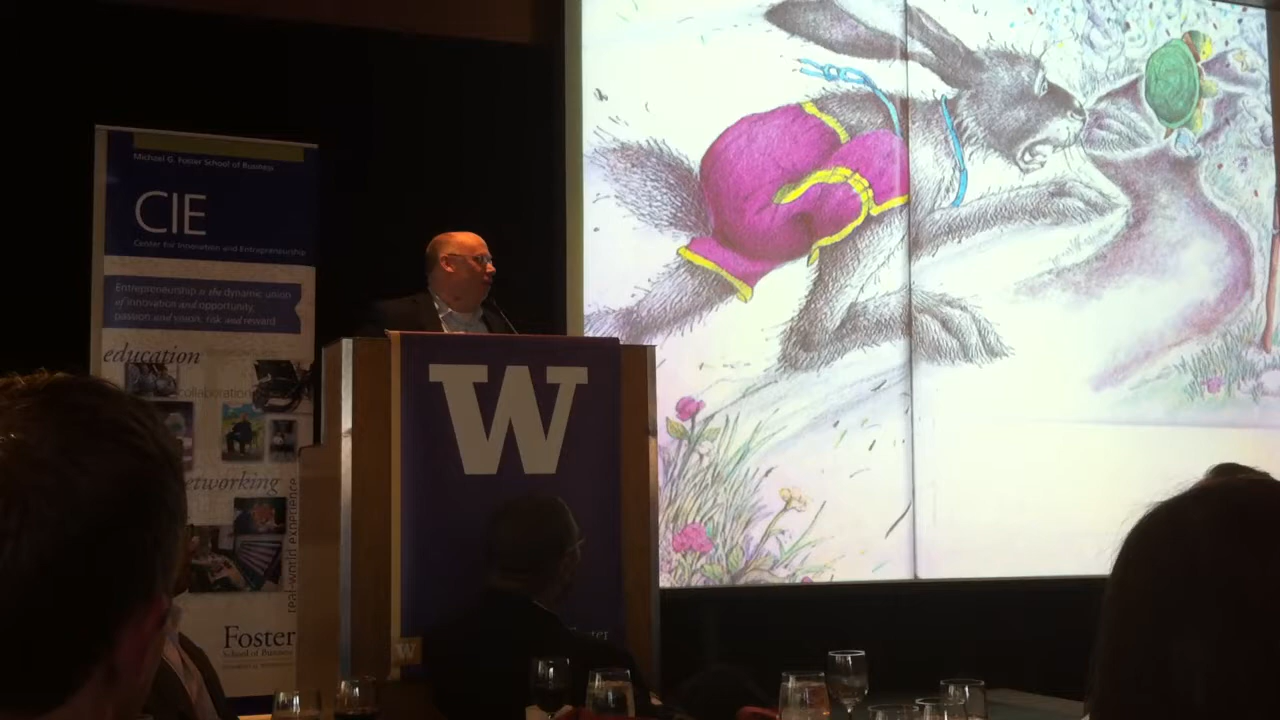 Michael G. Foster School of Business
CIE
Center for Innovation and Entrepreneurship
Entrepreneurship is the dynamic union
of innovation and opportunity,
passion and vision, risk and reward
education
collaboration
etworking
real-world experience
Foster
School of Business
W
W